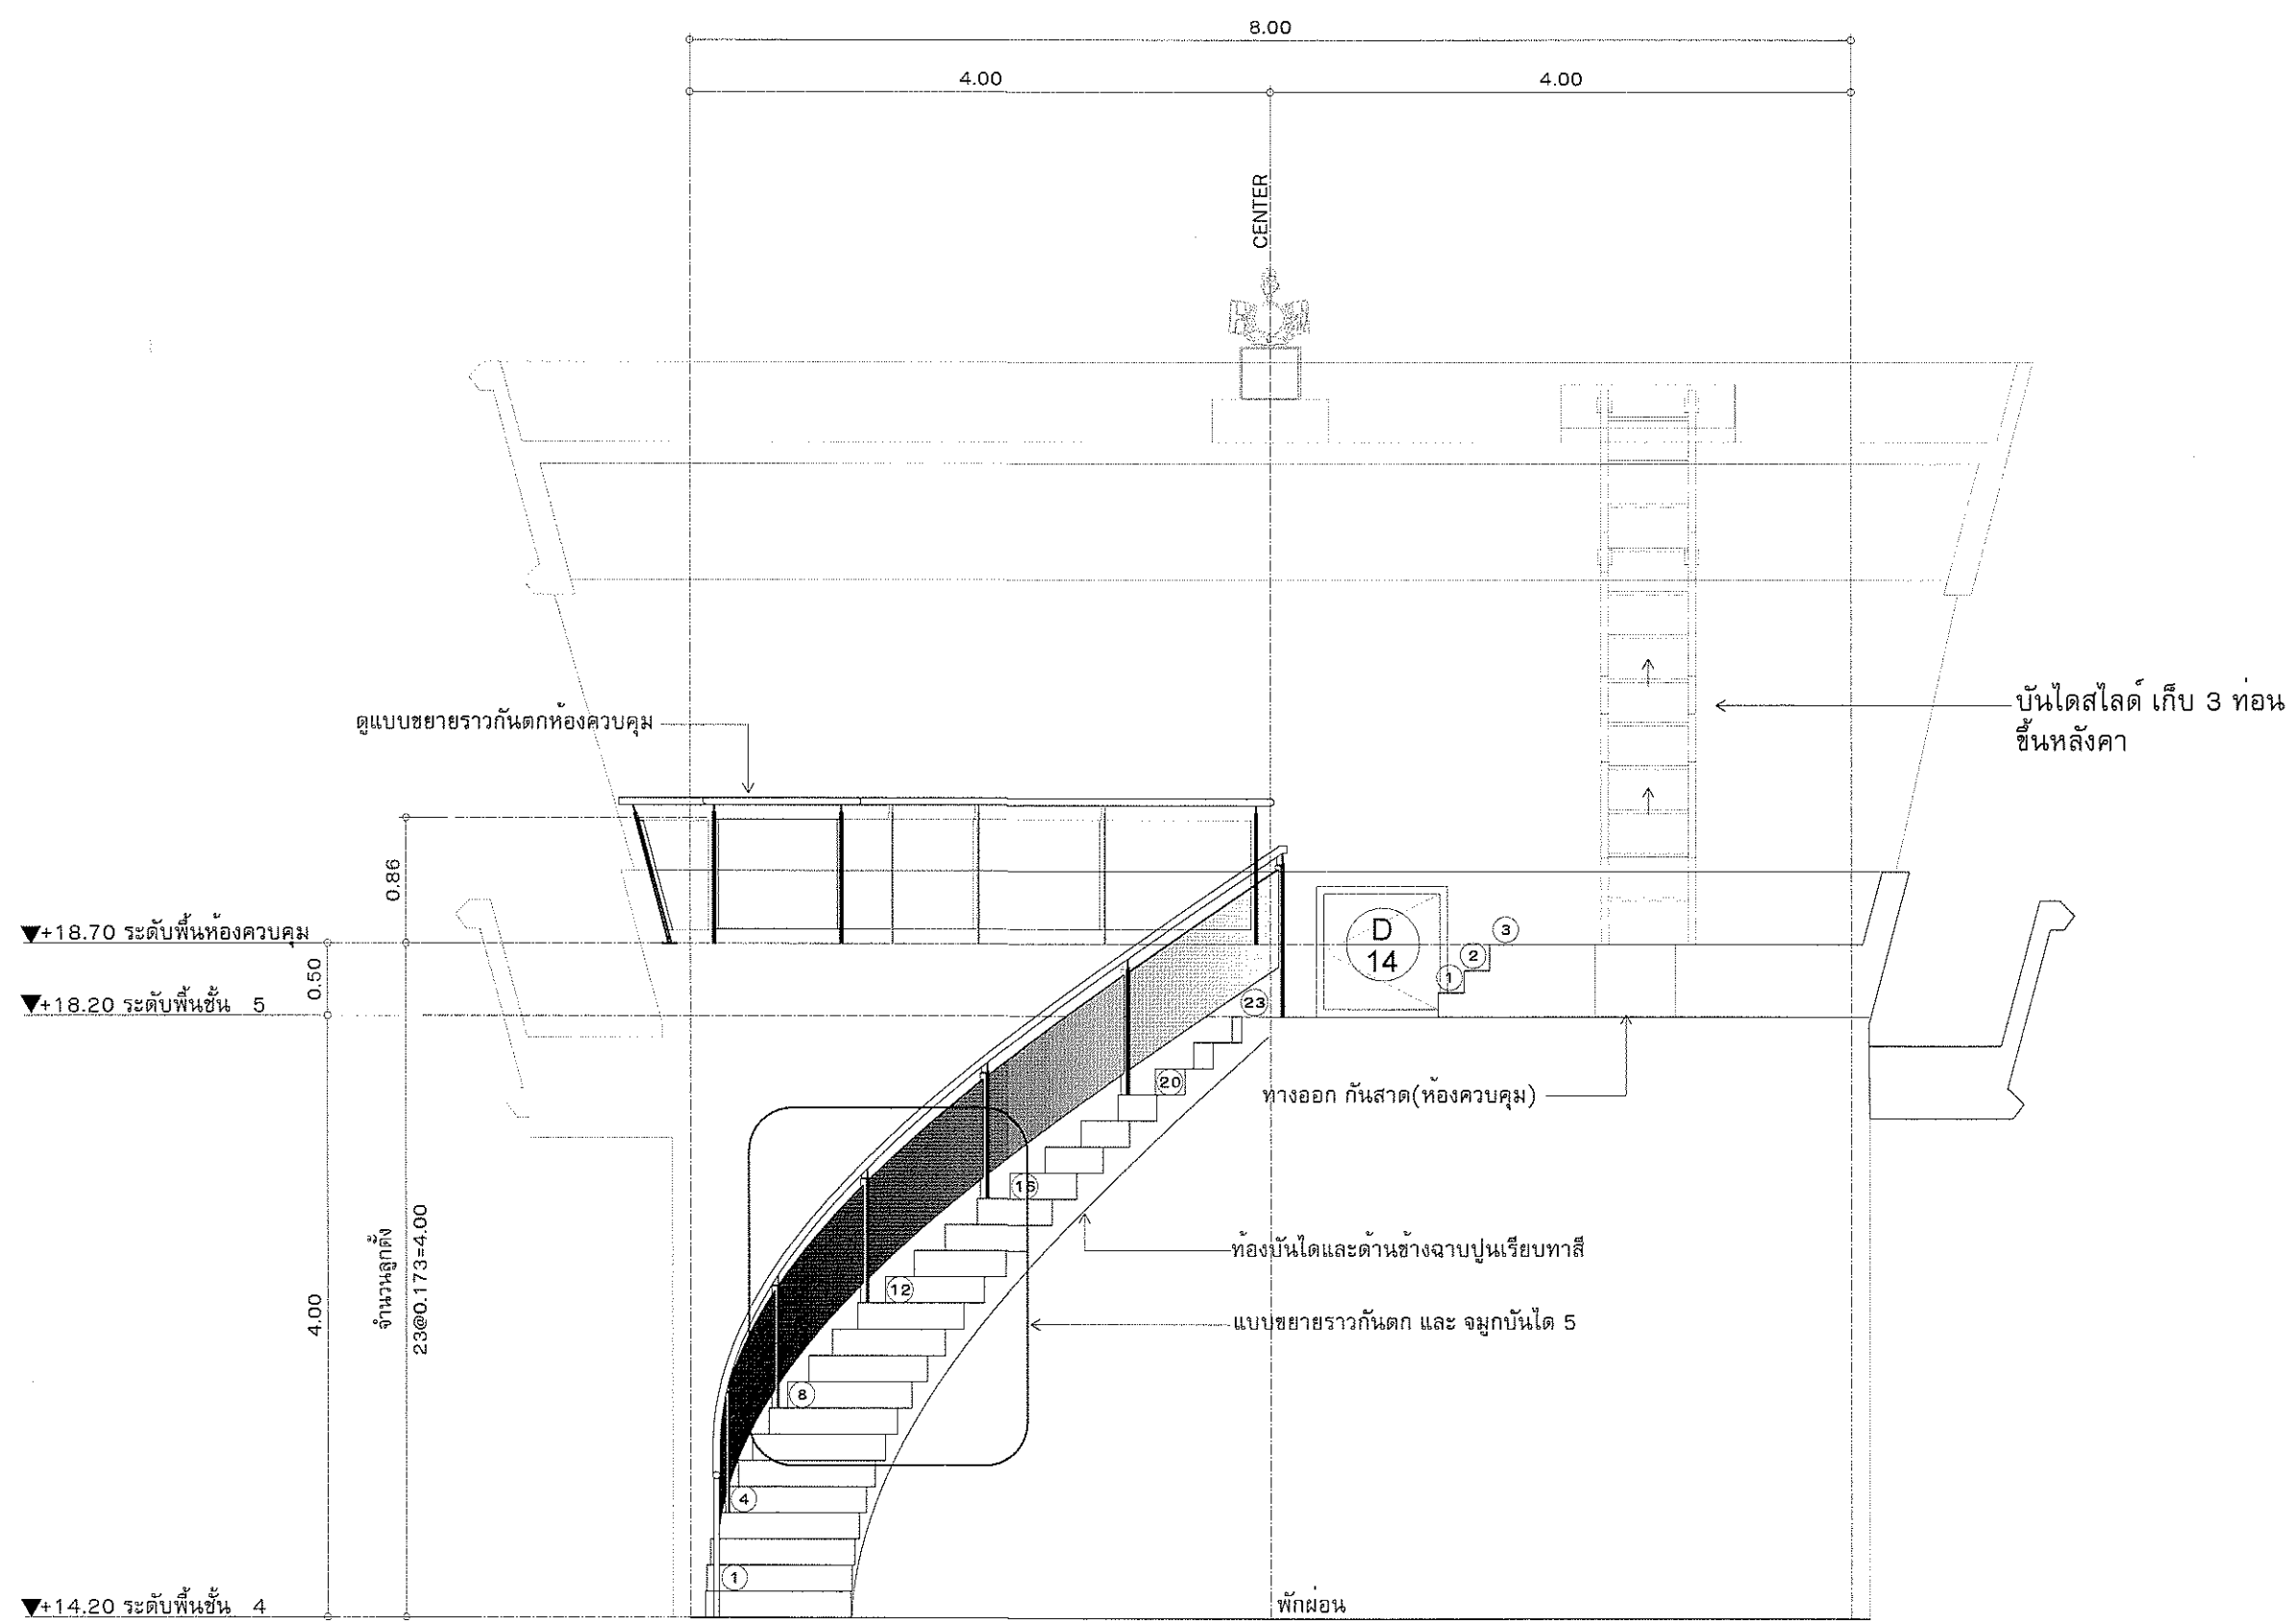 8.00
4.00
4.00
CENTER
บันไดสไลด์ เก็บ 3 ท่อน
ขึ้นหลังคา
ดูแบบขยายราวกันตกห้องควบคุม
0.86
▼+18.70 ระดับพื้นห้องควบคุม
D
14
3
2
1
0.50
▼+18.20 ระดับพื้นชั้น 5
23
20
ทางออก กันสาด(ห้องควบคุม)
16
ท้องบันไดและด้านข้างฉาบปูนเรียบทาสี
12
จำนวนลูกตั้ง
23@0.173=4.00
4.00
แบบขยายราวกันตก และ จมูกบันได 5
8
4
1
▼+14.20 ระดับพื้นชั้น 4
พักผ่อน